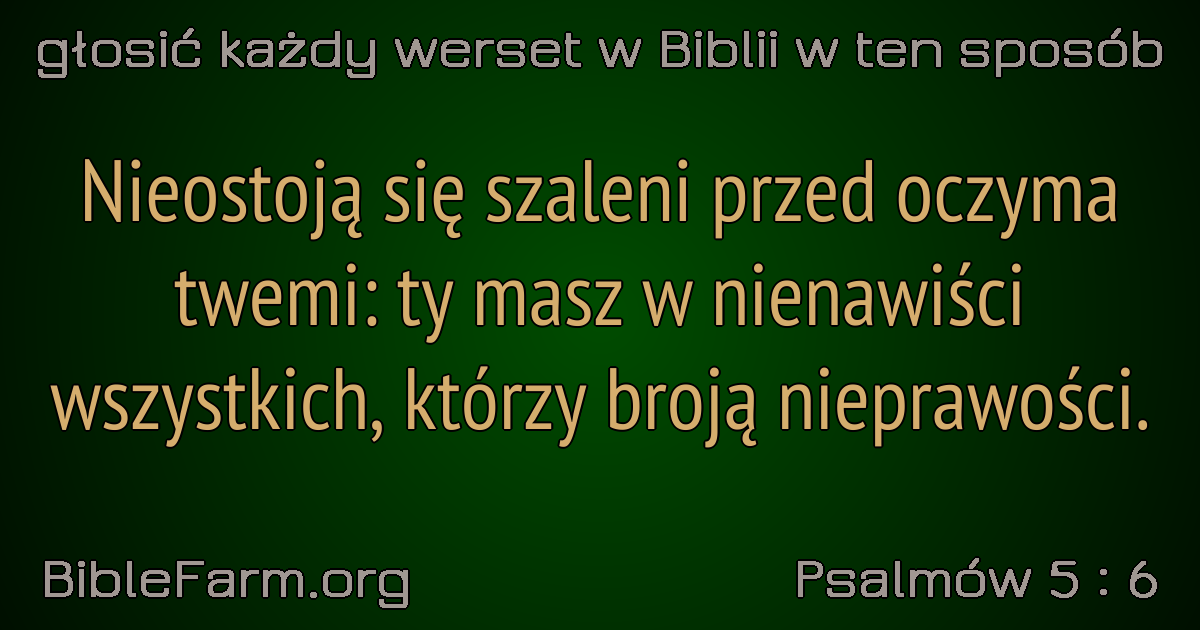 głosić każdy werset w Biblii w ten sposób
Nieostoją się szaleni przed oczyma
twemi: ty masz w nienawiści
wszystkich, którzy broją nieprawości.
BibleFarm.org
Psalmów 5 : 6